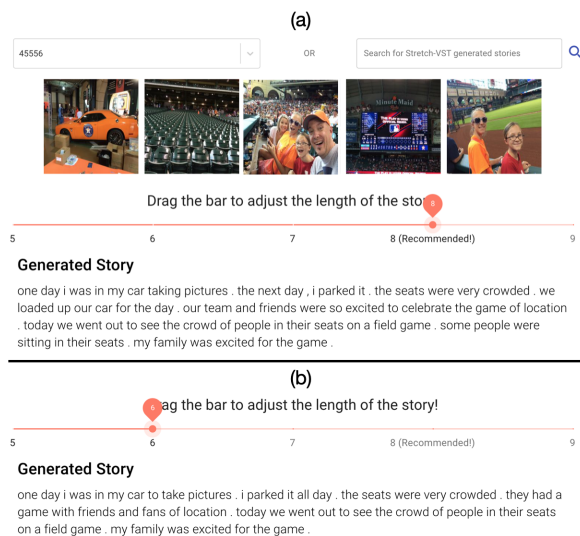 (a)
45556
OR
Search for Stretch-VST generated stories
Minute Maid
Drag the bar to adjust the length of the stor
8
5 6 7 8 (Recommended!) 9
Generated Story
one day i was in my car taking pictures . the next day , i parked it . the seats were very crowded . we
loaded up our car for the day . our team and friends were so excited to celebrate the game of location
. today we went out to see the crowd of people in their seats on a field game . some people were
sitting in their seats . my family was excited for the game .
(b)
6
ag the bar to adjust the length of the story!
5 6 7 8 (Recommended!) 9
Generated Story
one day i was in my car to take pictures . i parked it all day . the seats were very crowded . they had a
game with friends and fans of location . today we went out to see the crowd of people in their seats
on a field game . my family was excited for the game .